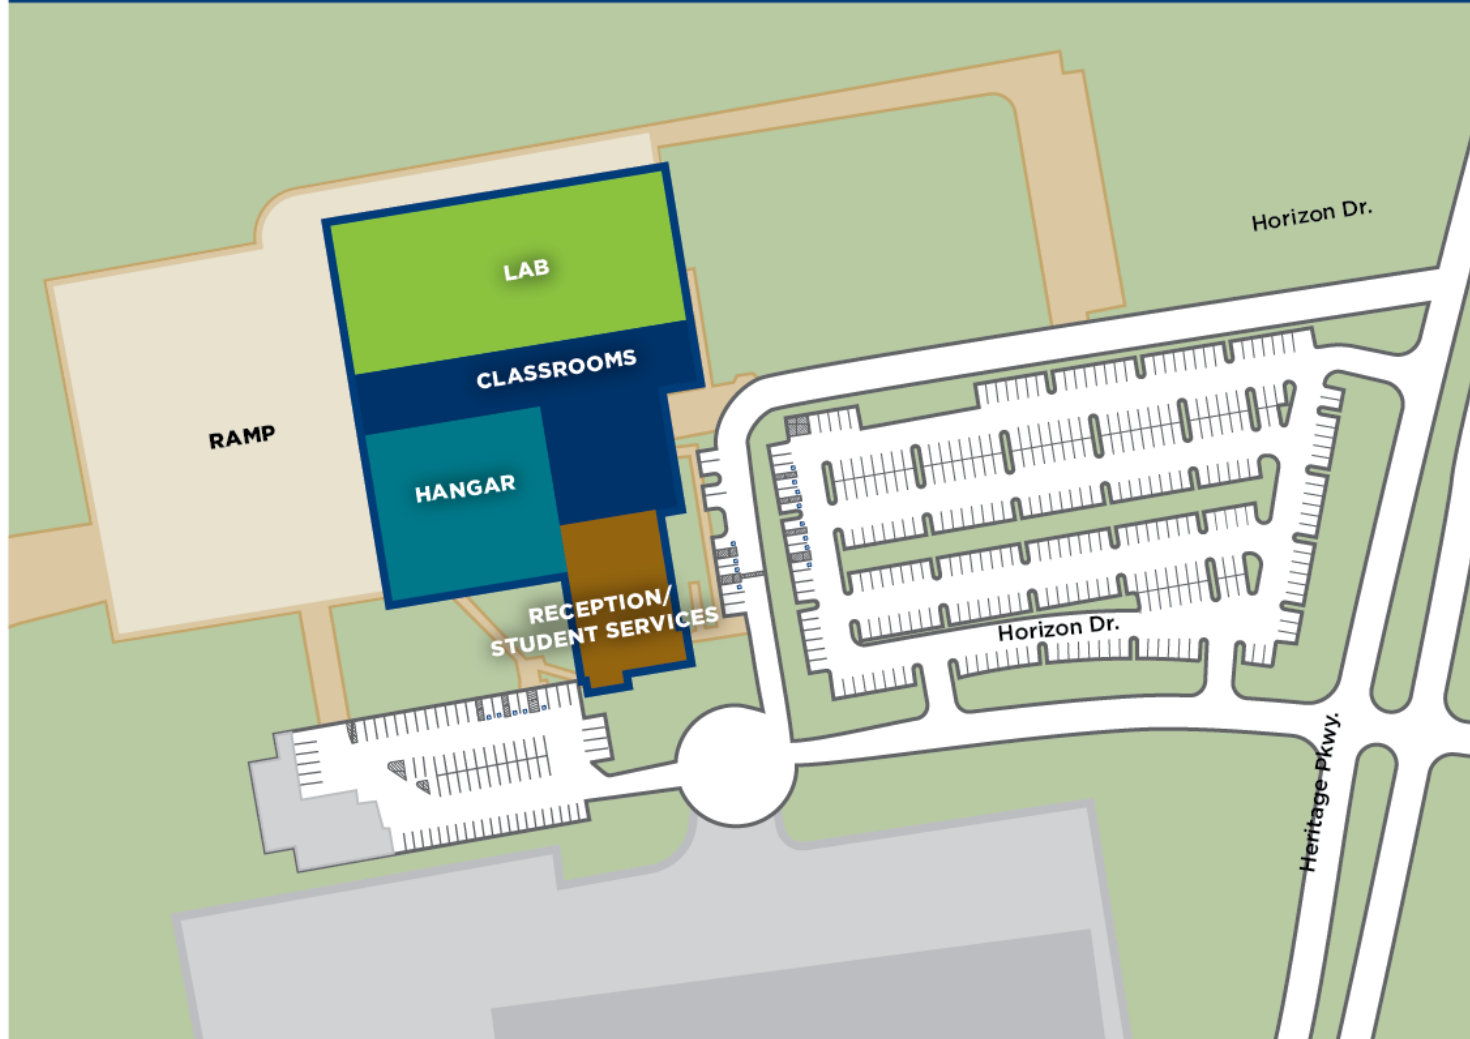 Horizon Dr.
LAB
CLASSROOMS
RAMP
HANGAR
RECEPTION/
STUDENT SERVICES
Horizon Dr.
Heritage Pkwy.